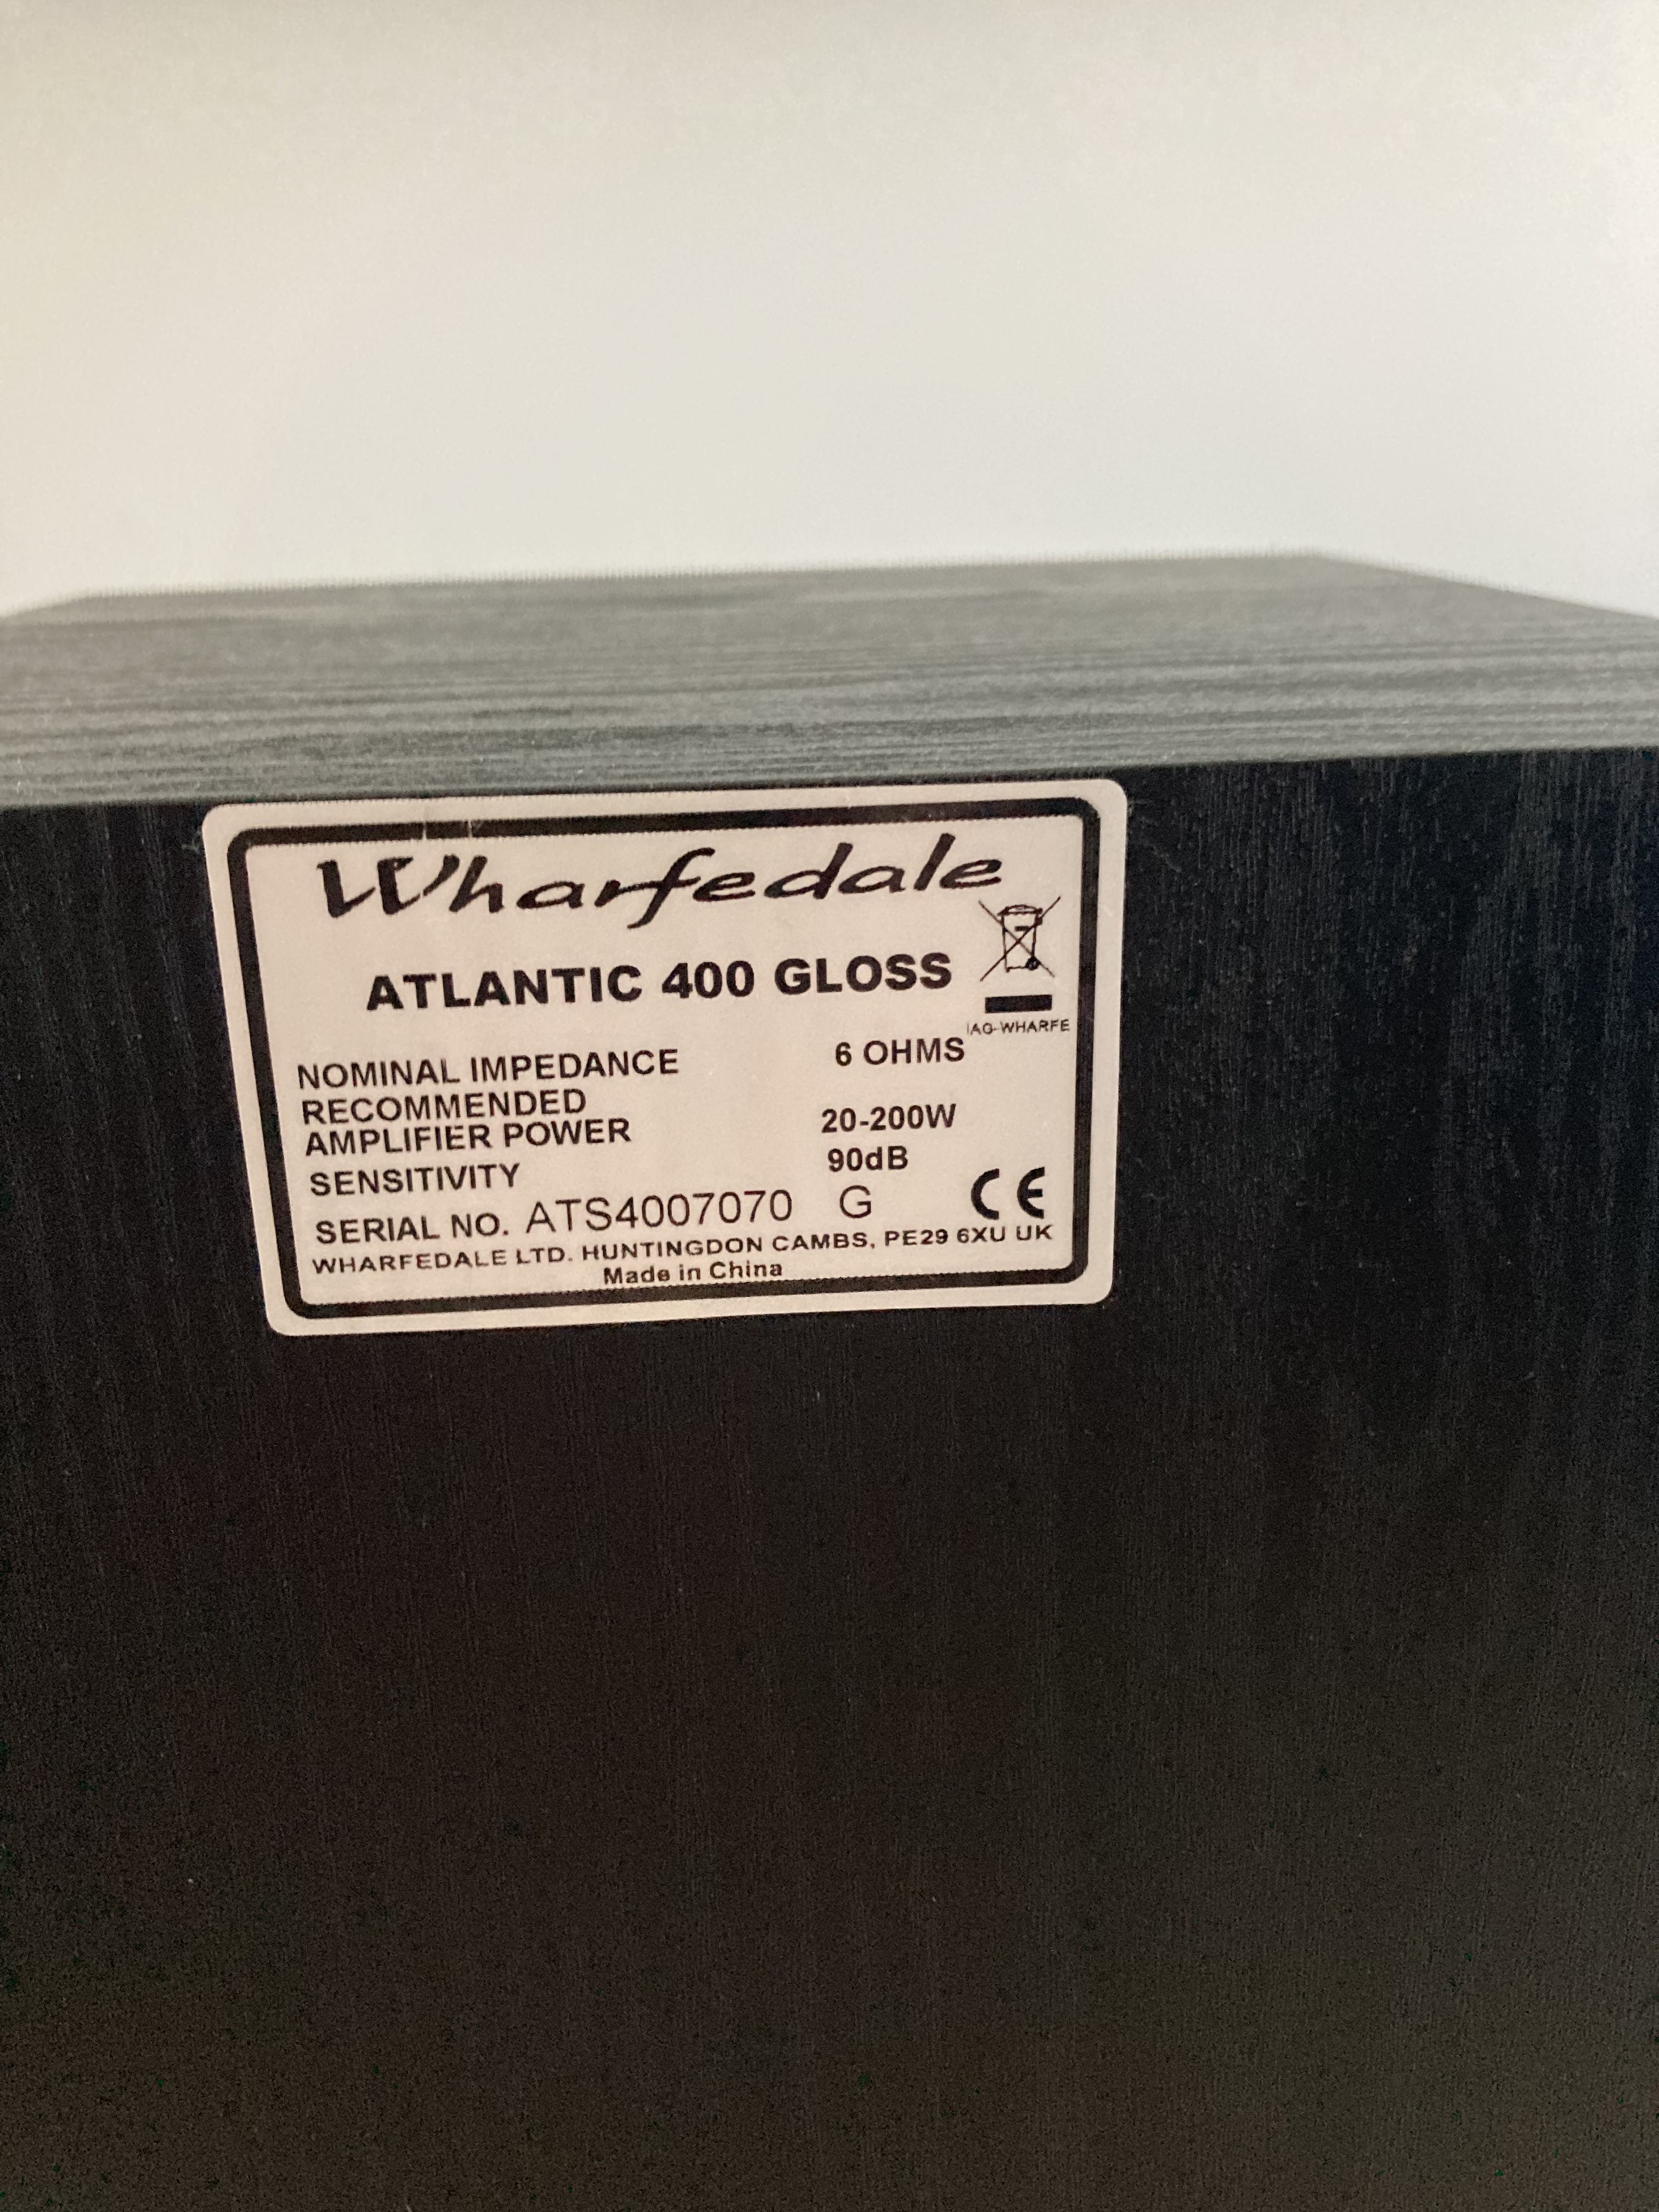 Wharfedale
ATLANTIC 400 GLOSS
IAG-WHARFE
NOMINAL IMPEDANCE 6 OHMS
RECOMMENDED
AMPLIFIER POWER 20-200W
SENSITIVITY 90dB
SERIAL NO. ATS4007070 G CE
WHARFEDALE LTD. HUNTINGDON CAMBS, PE29 6XU UK
Made in China